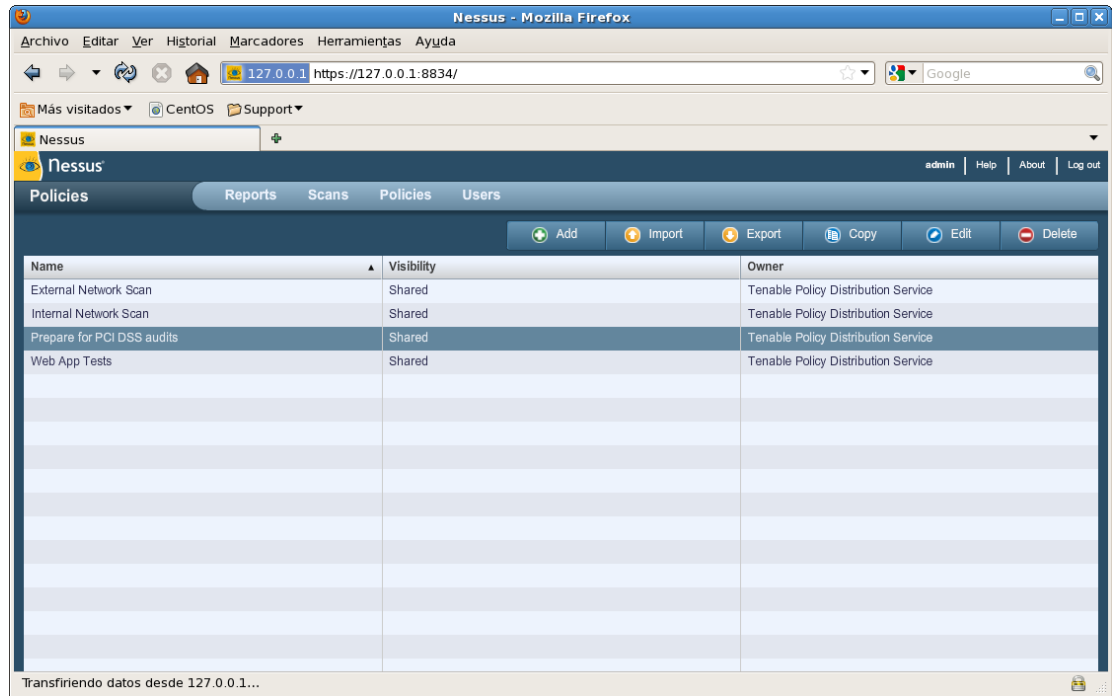 Nessus - Mozilla Firefox
Archivo Editar Ver Historial Marcadores Herramientas Ayuda
127.0.0.1 https://127.0.0.1:8834/ Google
Más visitados CentOS Support
Nessus
Nessus admin Help About Log out
Policies Reports Scans Policies Users
Add Import Export Copy Edit Delete
Name Visibility Owner
External Network Scan Shared Tenable Policy Distribution Service
Internal Network Scan Shared Tenable Policy Distribution Service
Prepare for PCI DSS audits Shared Tenable Policy Distribution Service
Web App Tests Shared Tenable Policy Distribution Service
Transfiriendo datos desde 127.0.0.1...